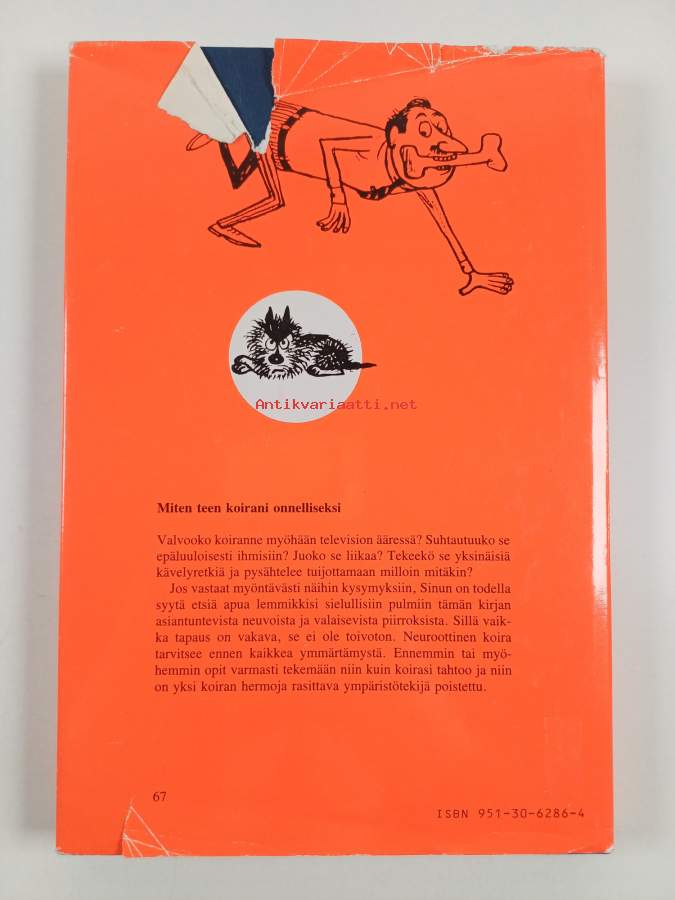 Antikvariaatti.net
Miten teen koirani onnelliseksi
Valvooko koiranne myöhään television ääressä? Suhtautuuko se
epäluuloisesti ihmisiin? Juoko se liikaa? Tekeekö se yksinäisiä
kävelyretkiä ja pysähtelee tuijottamaan milloin mitäkin?
Jos vastaat myöntävästi näihin kysymyksiin, Sinun on todella
syytä etsiä apua lemmikkisi sielullisiin pulmiin tämän kirjan
asiantuntevista neuvoista ja valaisevista piirroksista. Sillä vaik-
ka tapaus on vakava, se ei ole toivoton. Neuroottinen koira
tarvitsee ennen kaikkea ymmärtämystä. Ennemmin tai myö-
hemmin opit varmasti tekemään niin kuin koirasi tahtoo ja niin
on yksi koiran hermoja rasittava ympäristötekijä poistettu.
67
ISBN 951-30-6286-4